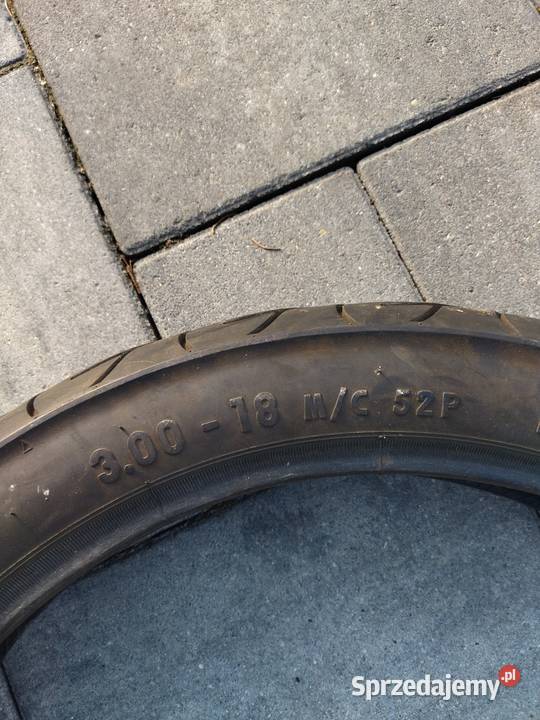 3.00 - 18 M/C 52P
Sprzedajemy.pl